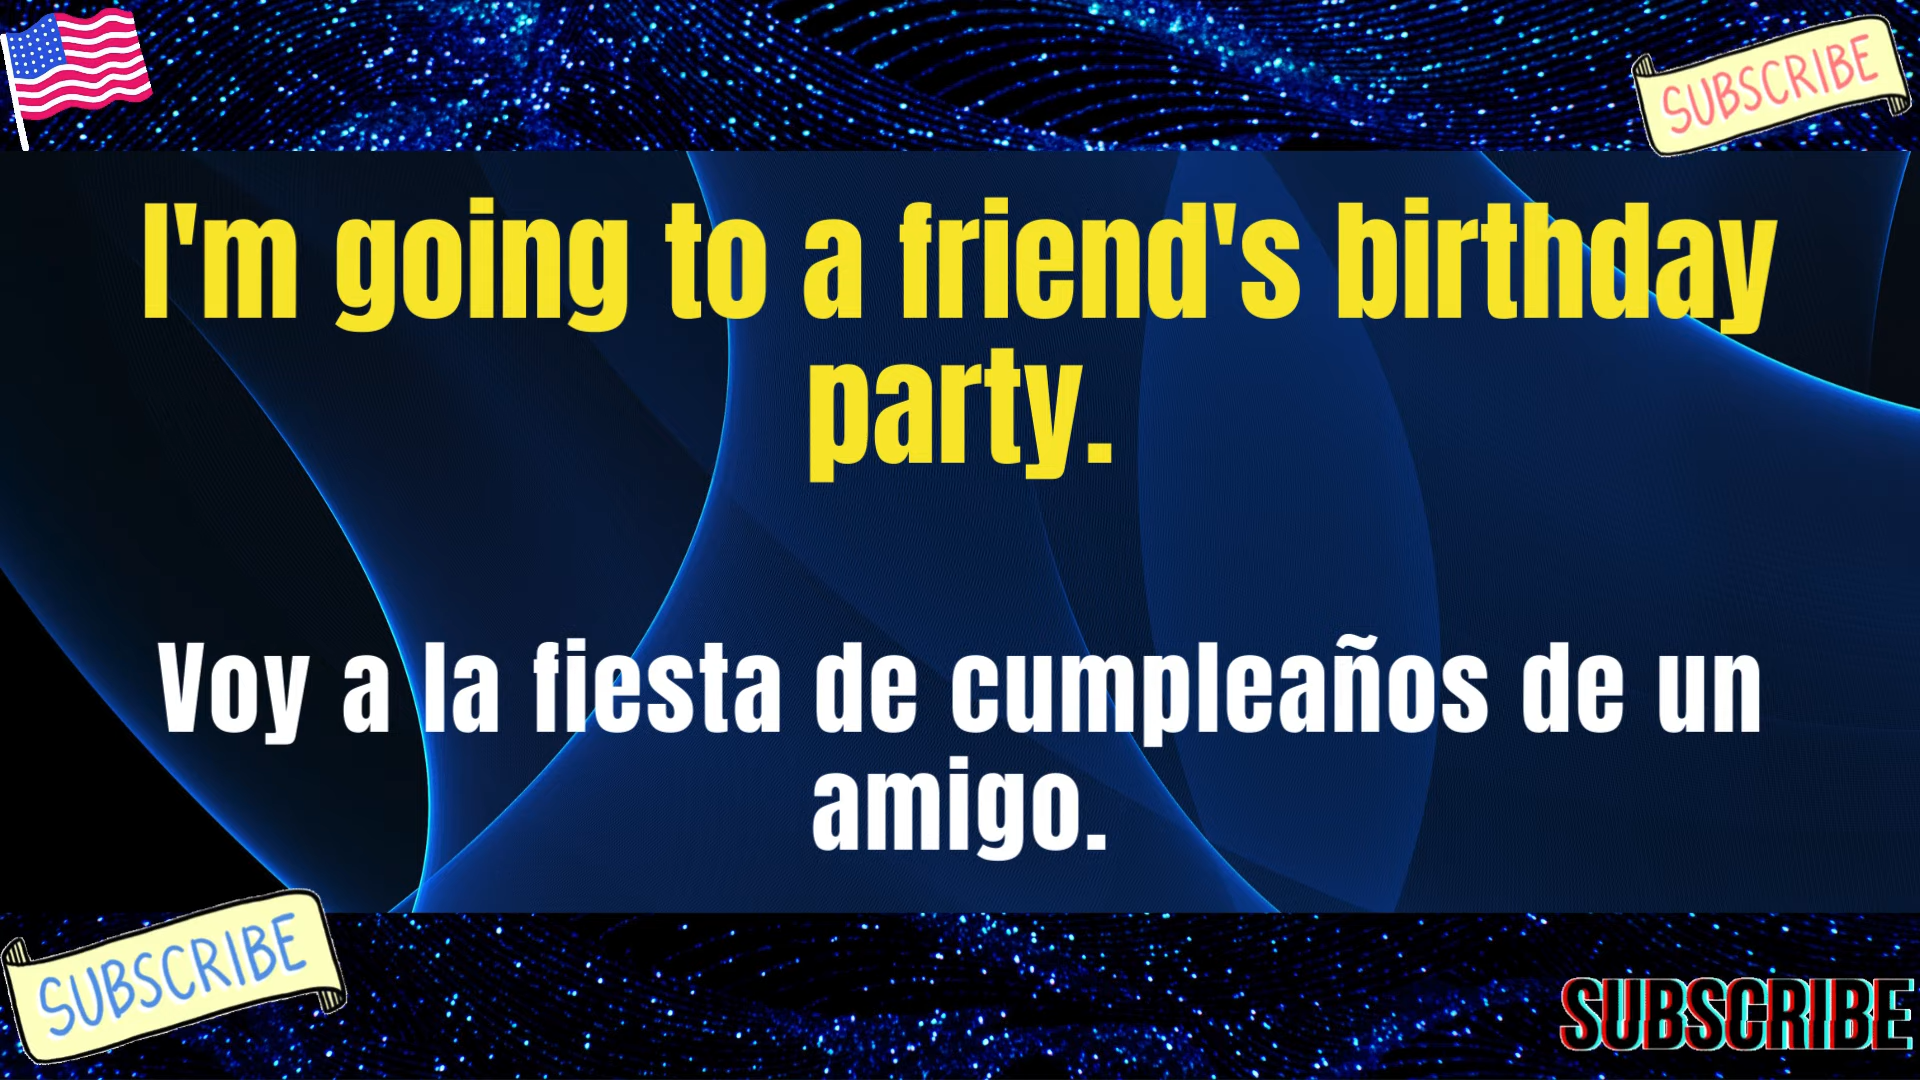 SUBSCRIBE
I'm going to a friend's birthday
party.
Voy a la fiesta de cumpleaños de un
amigo.
SUBSCRIBE
SUBSCRIBE